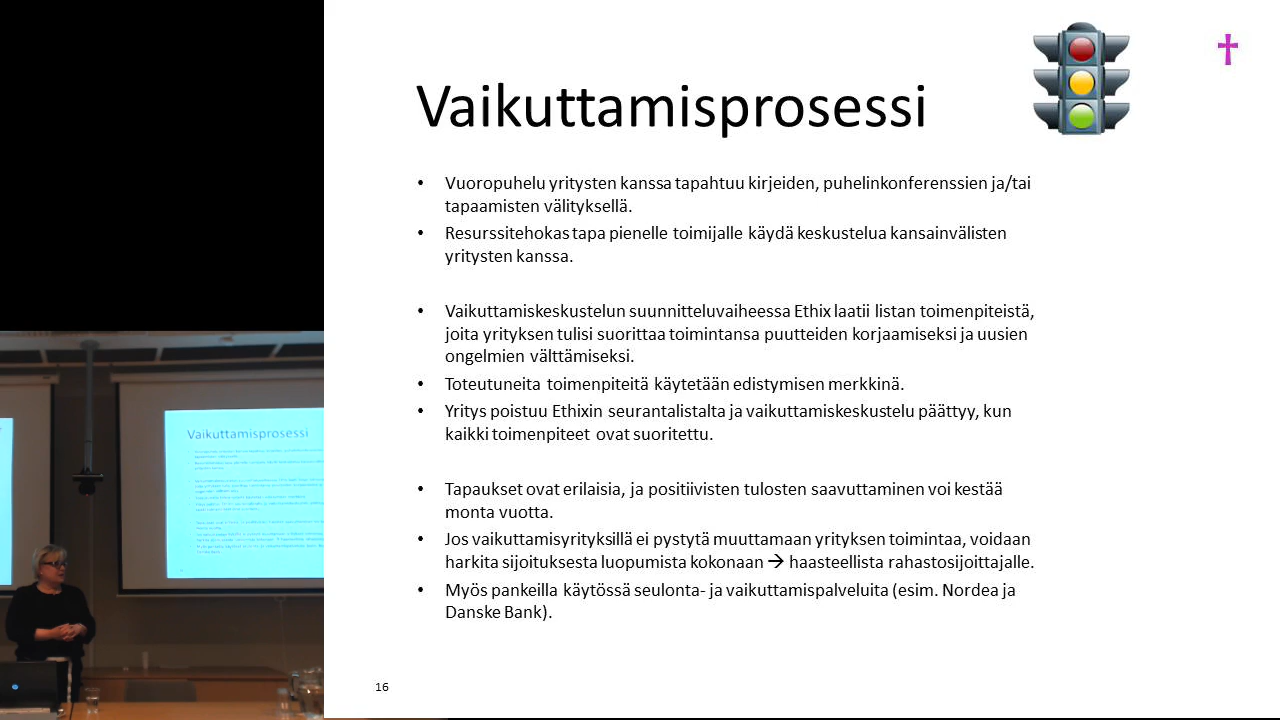 Vaikuttamisprosessi
• Vuoropuhelu yritysten kanssa tapahtuu kirjeiden, puhelinkonferenssien ja/tai
tapaamisten välityksellä.
• Resurssitehokas tapa pienelle toimijalle käydä keskustelua kansainvälisten
yritysten kanssa.
• Vaikuttamiskeskustelun suunnitteluvaiheessa Ethix laatii listan toimenpiteistä,
joita yrityksen tulisi suorittaa toimintansa puutteiden korjaamiseksi ja uusien
ongelmien välttämiseksi.
• Toteutuneita toimenpiteitä käytetään edistymisen merkkinä.
• Yritys poistuu Ethixin seurantalistalta ja vaikuttamiskeskustelu päättyy, kun
kaikki toimenpiteet ovat suoritettu.
• Tapaukset ovat erilaisia, ja positiivisten tulosten saavuttaminen voi kestää
monta vuotta.
• Jos vaikuttamisyrityksillä ei pystytä muuttamaan yrityksen toimintaa, voidaan
harkita sijoituksesta luopumista kokonaan → haasteellista rahastosijoittajalle.
• Myös pankeilla käytössä seulonta- ja vaikuttamispalveluita (esim. Nordea ja
Danske Bank).
16
Vaikuttamisprosessi